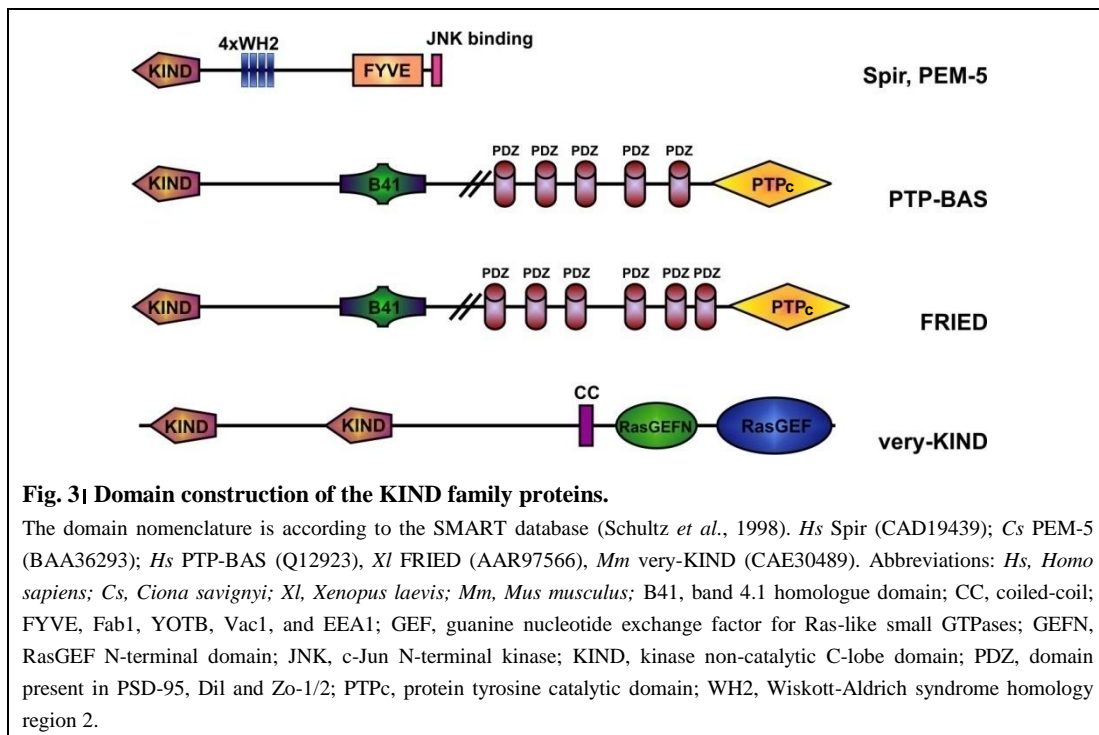 4xWH2
JNK binding
KIND
FYVE
Spir, PEM-5
PDZ PDZ PDZ PDZ PDZ
KIND
B41
PTPc
PTP-BAS
PDZ PDZ PDZ PDZ PDZ PDZ
KIND
B41
PTPc
FRIED
CC
KIND
KIND
RasGEFN
RasGEF
very-KIND
Fig. 3| Domain construction of the KIND family proteins.
The domain nomenclature is according to the SMART database (Schultz et al., 1998). Hs Spir (CAD19439); Cs PEM-5
(BAA36293); Hs PTP-BAS (Q12923), Xl FRIED (AAR97566), Mm very-KIND (CAE30489). Abbreviations: Hs, Homo
sapiens; Cs, Ciona savignyi; Xl, Xenopus laevis; Mm, Mus musculus; B41, band 4.1 homologue domain; CC, coiled-coil;
FYVE, Fab1, YOTB, Vac1, and EEA1; GEF, guanine nucleotide exchange factor for Ras-like small GTPases; GEFN,
RasGEF N-terminal domain; JNK, c-Jun N-terminal kinase; KIND, kinase non-catalytic C-lobe domain; PDZ, domain
present in PSD-95, Dil and Zo-1/2; PTPc, protein tyrosine catalytic domain; WH2, Wiskott-Aldrich syndrome homology
region 2.